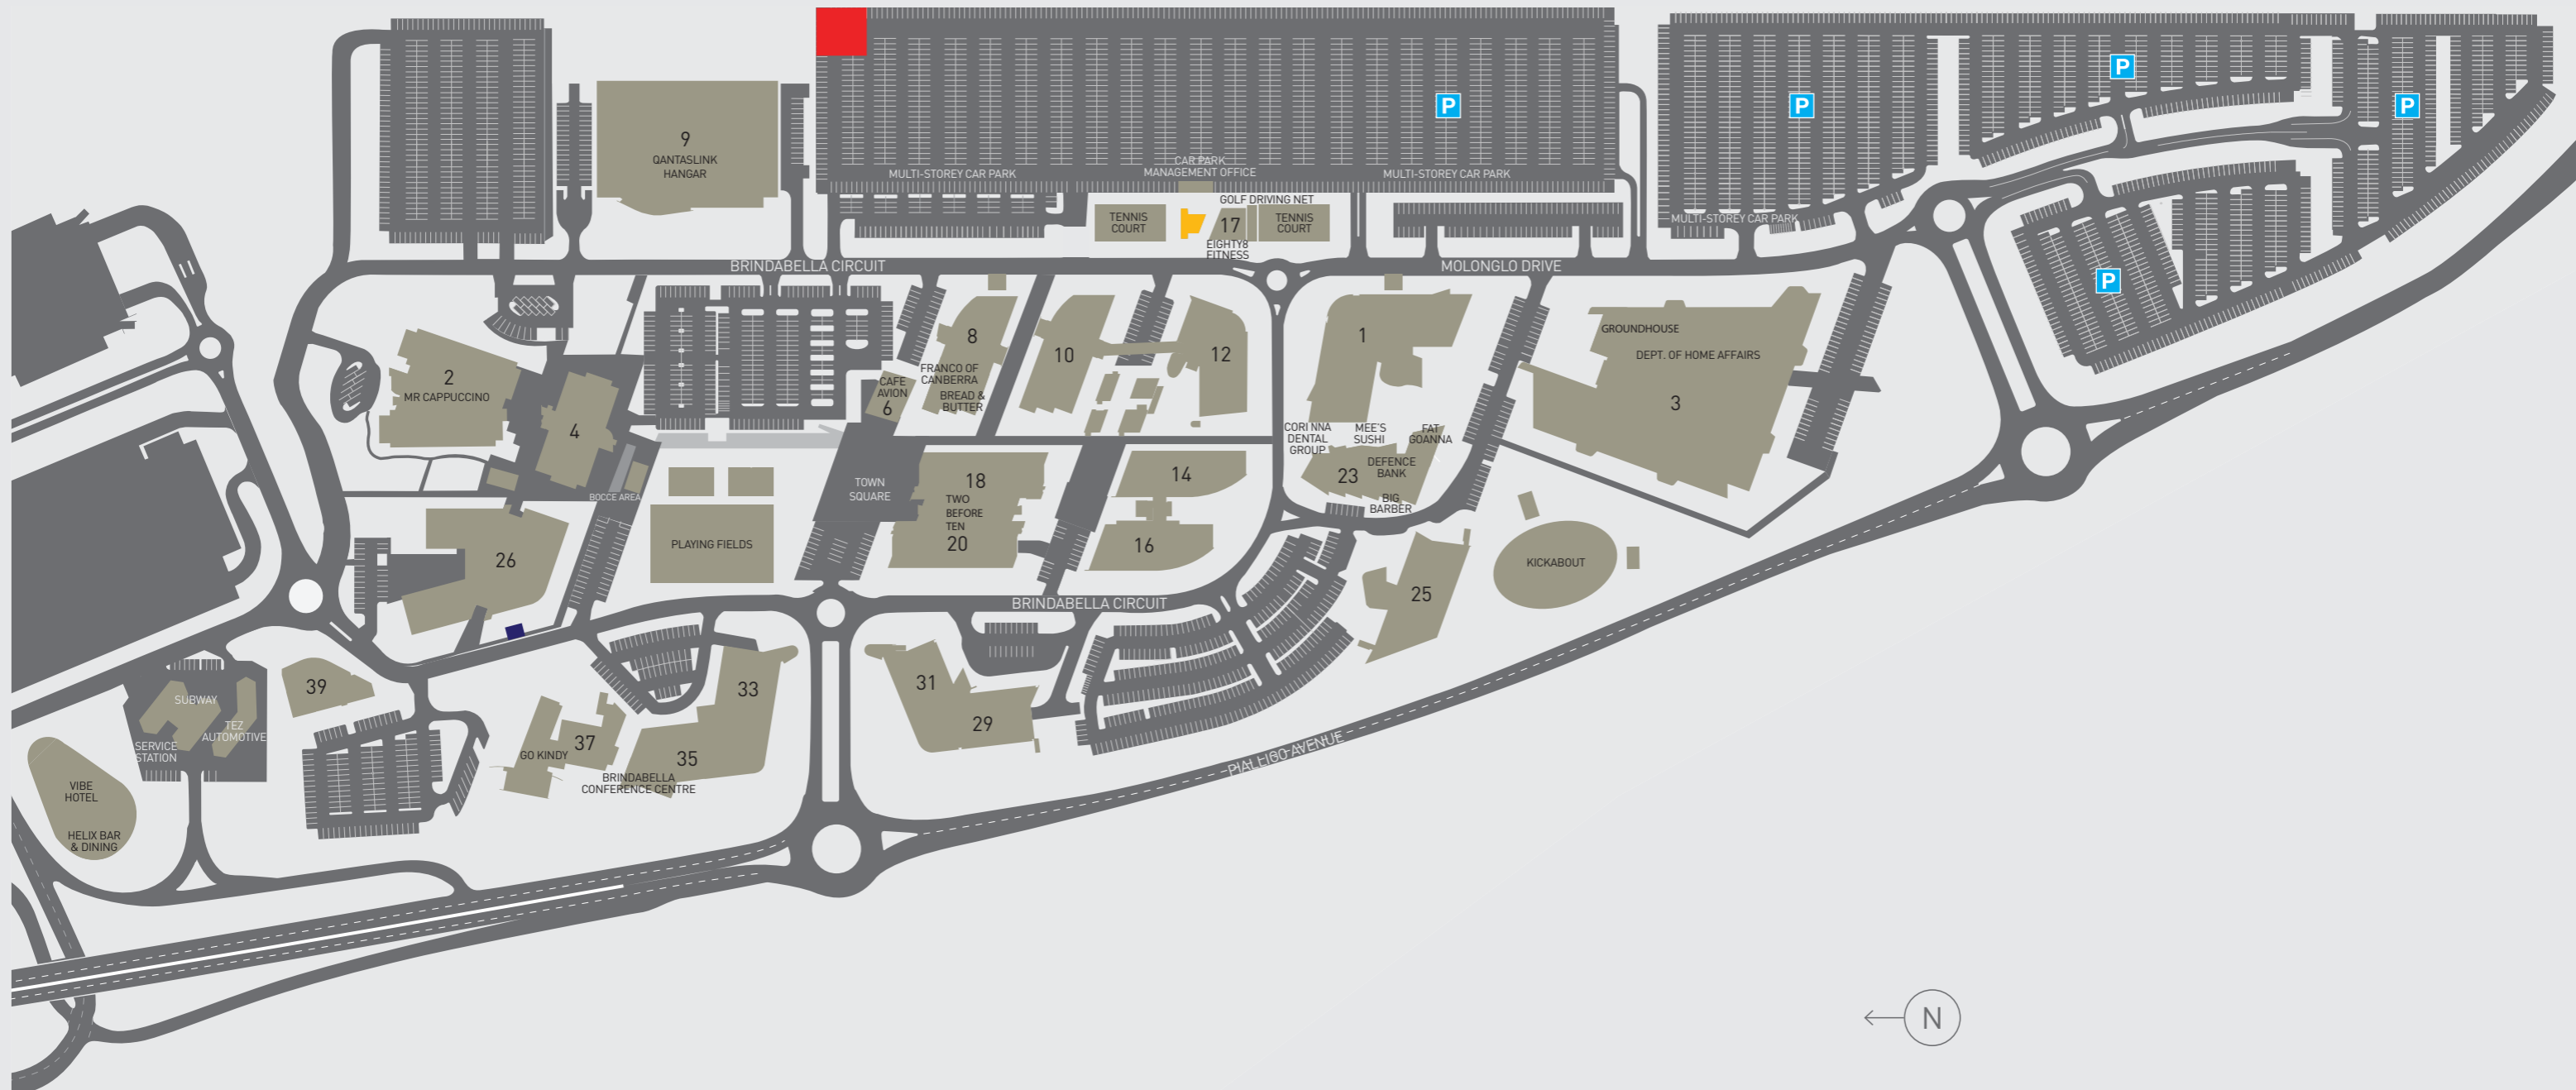 P
P
P
P
P
9
QANTASLINK
HANGAR
MULTI-STOREY CAR PARK
CAR PARK
MANAGEMENT OFFICE
MULTI-STOREY CAR PARK
GOLF DRIVING NET
TENNIS
COURT
17
TENNIS
COURT
EIGHTY8
FITNESS
MULTI-STOREY CAR PARK
BRINDABELLA CIRCUIT
MOLONGLO DRIVE
2
MR CAPPUCCINO
4
8
FRANCO OF
CANBERRA
BREAD &
BUTTER
CAFE
AVION
6
10
12
1
GROUNDHOUSE
DEPT. OF HOME AFFAIRS
3
CORINNA
DENTAL
GROUP
MEE'S
SUSHI
FAT
GOANNA
23
DEFENCE
BANK
BIG
BARBER
BOCCE AREA
TOWN
SQUARE
18
TWO
BEFORE
TEN
20
14
16
26
PLAYING FIELDS
25
KICKABOUT
BRINDABELLA CIRCUIT
39
SUBWAY
TEZ
AUTOMOTIVE
SERVICE
STATION
VIBE
HOTEL
HELIX BAR
& DINING
GO KINDY
37
33
35
BRINDABELLA
CONFERENCE CENTRE
31
29
PIALLIGO AVENUE
N